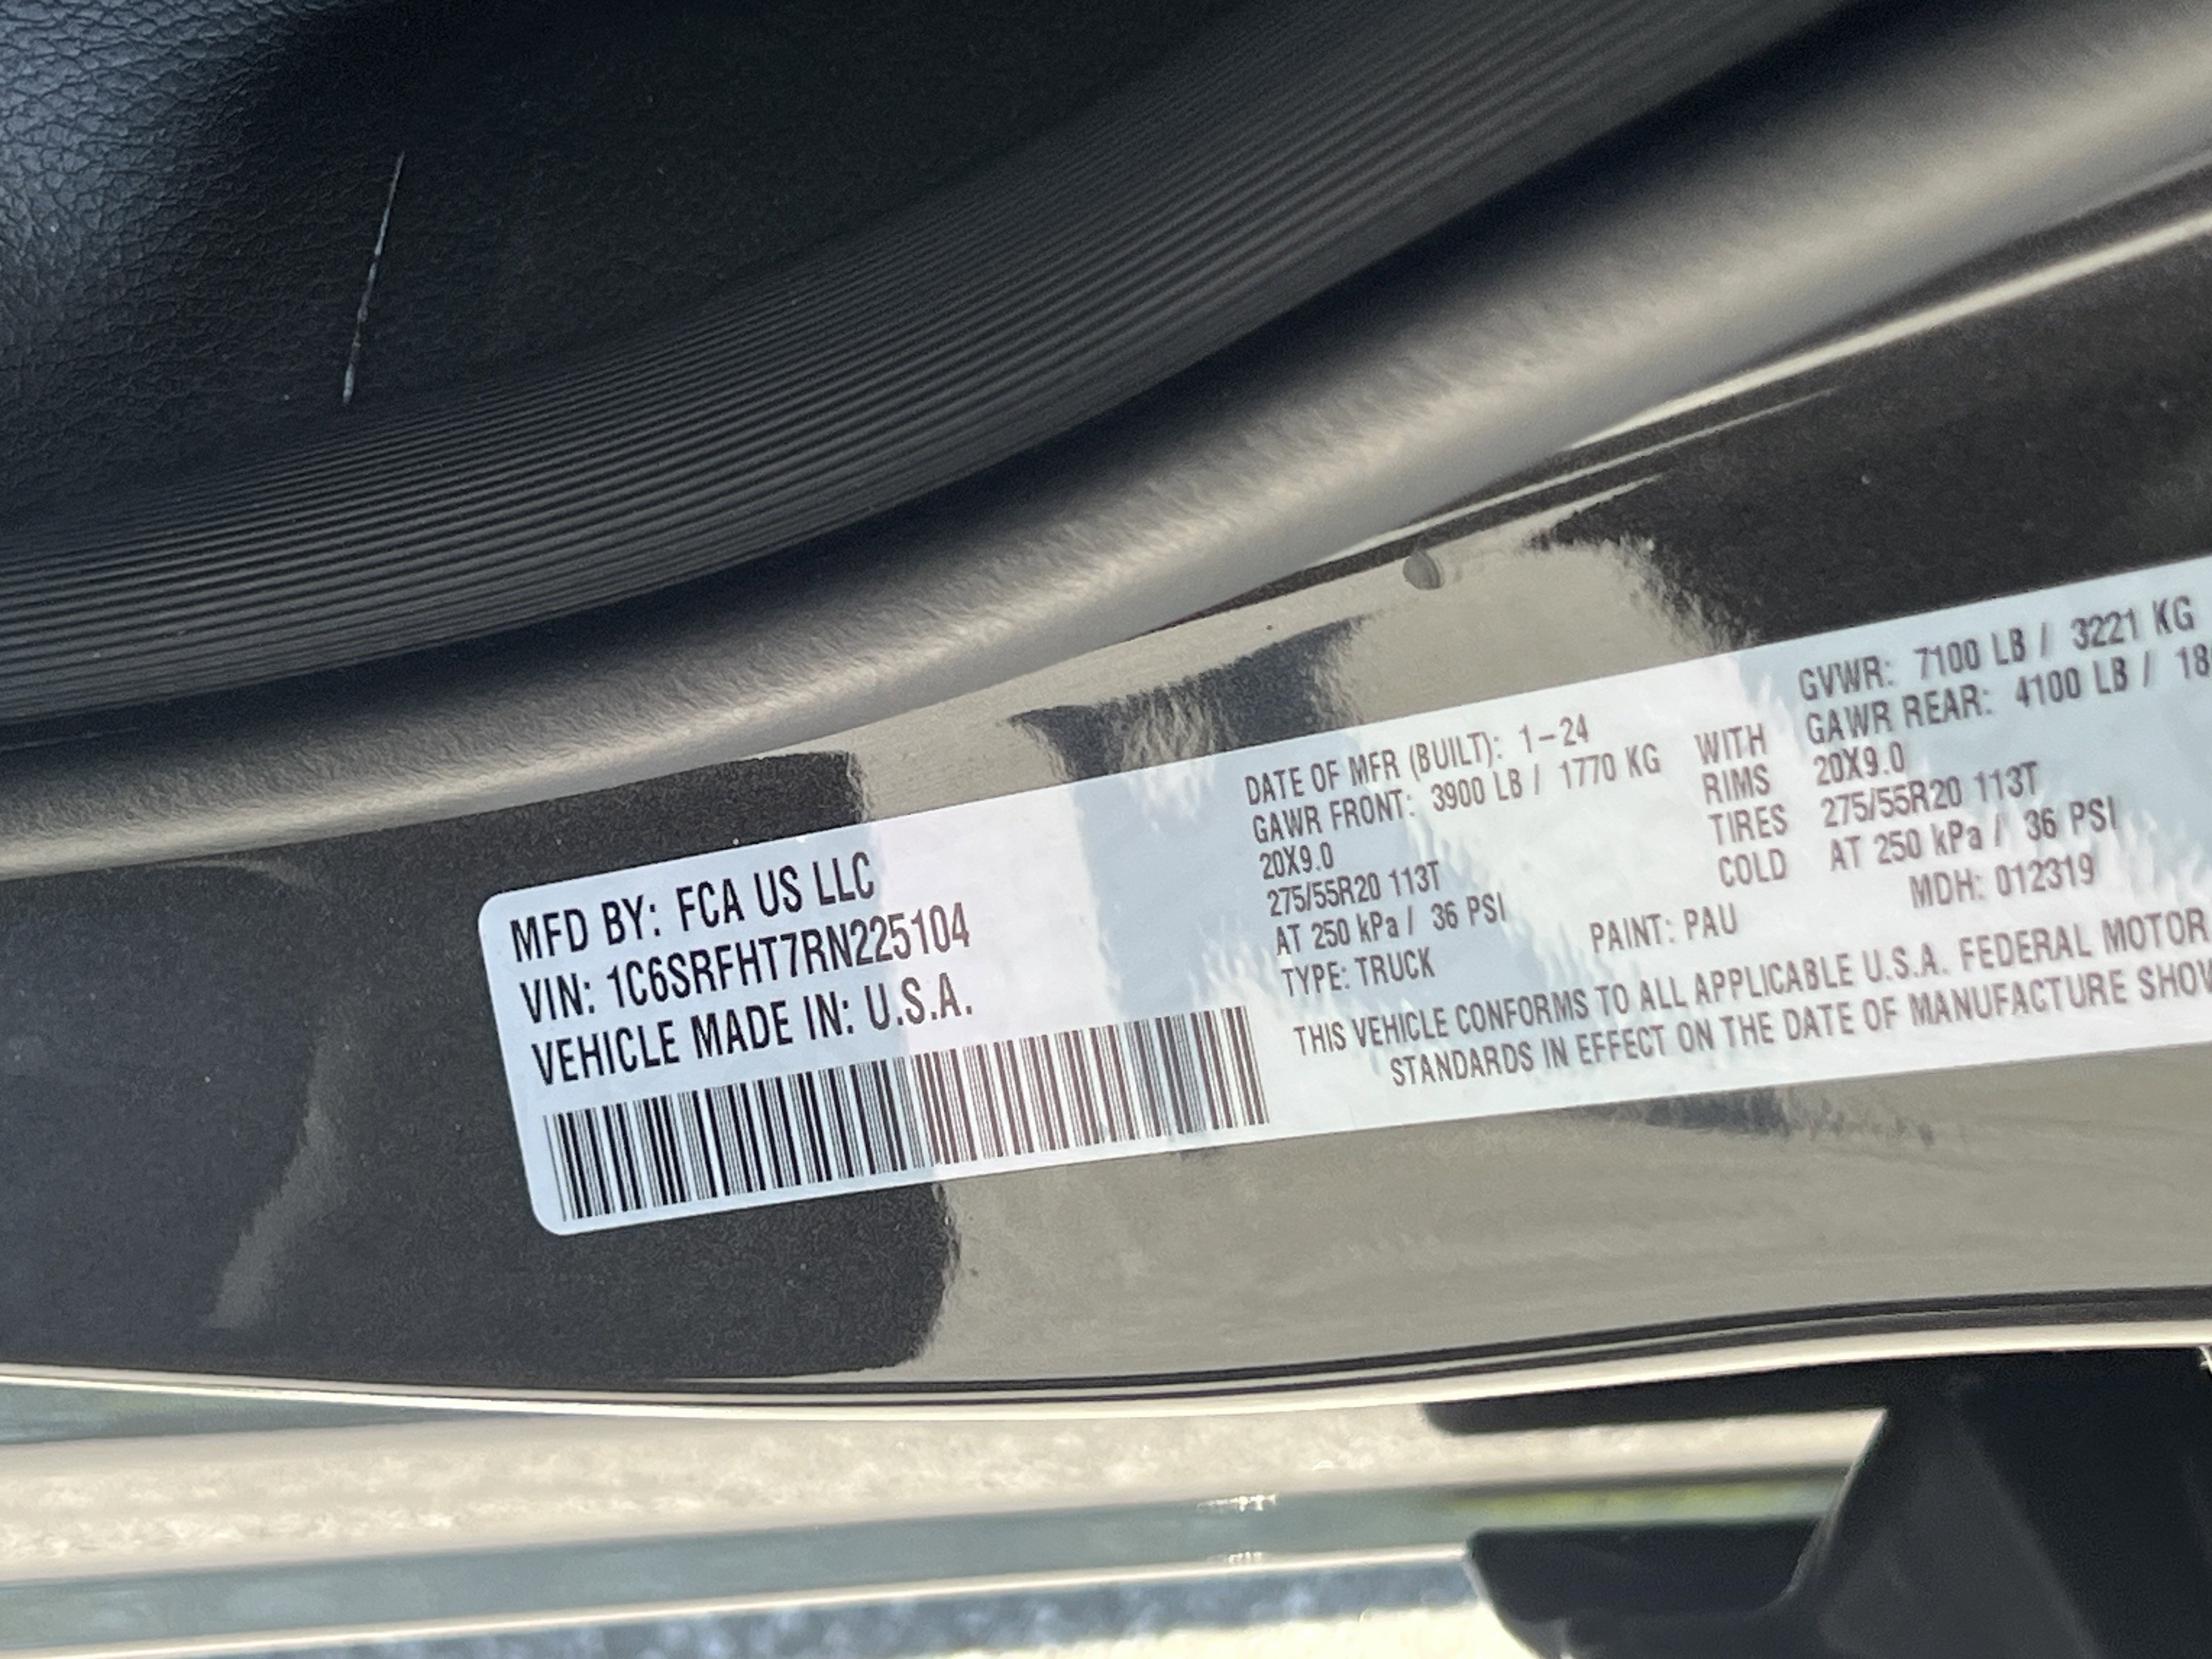 MFD BY: FCA US LLC
VIN: 1C6SRFHT7RN225104
VEHICLE MADE IN: U.S.A.
DATE OF MFR (BUILT): 1-24 GVWR: 7100 LB / 3221 KG
GAWR FRONT: 3900 LB / 1770 KG WITH GAWR REAR: 4100 LB /
20X9.0 RIMS 20X9.0
275/55R20 113T TIRES 275/55R20 113T
AT 250 kPa / 36 PSI COLD AT 250 kPa / 36 PSI
TYPE: TRUCK PAINT: PAU MDH: 012319
THIS VEHICLE CONFORMS TO ALL APPLICABLE U.S.A. FEDERAL MOTOR
STANDARDS IN EFFECT ON THE DATE OF MANUFACTURE